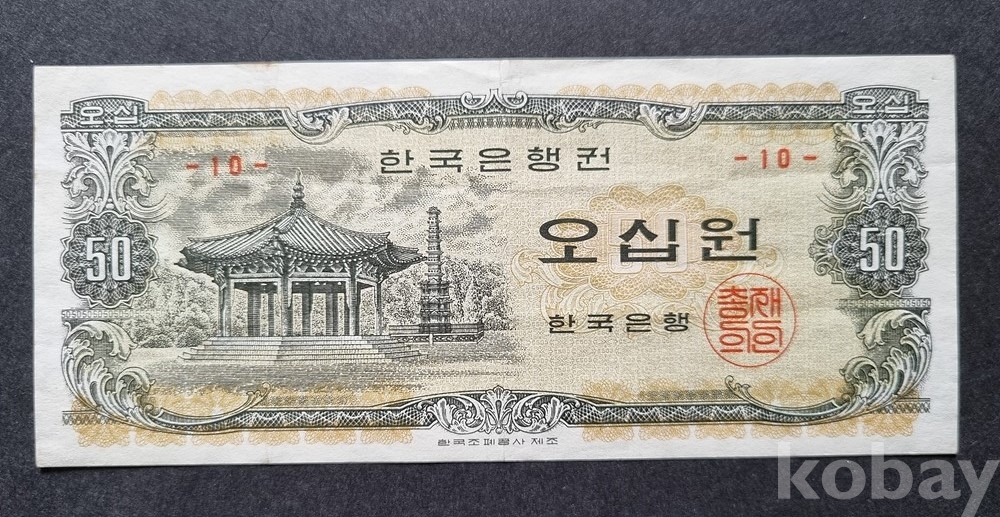 오십
오십
- 10 -
한국은행권
- 10 -
50
오십원
50
한국은행
총재의인
한국조폐공사제조
kobay